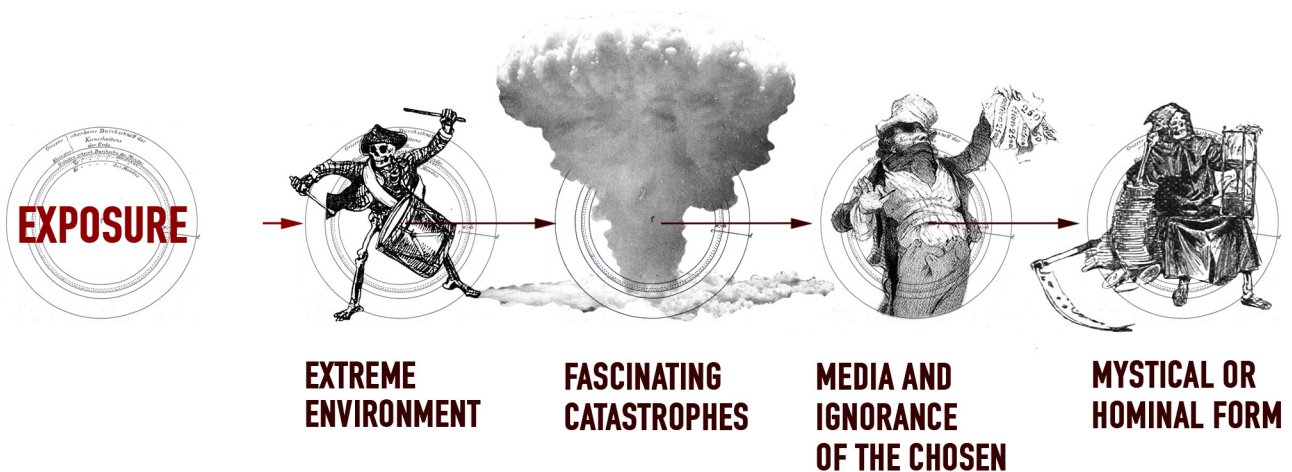 EXPOSURE
EXTREME
ENVIRONMENT
FASCINATING
CATASTROPHES
MEDIA AND
IGNORANCE
OF THE CHOSEN
MYSTICAL OR
HOMINAL FORM